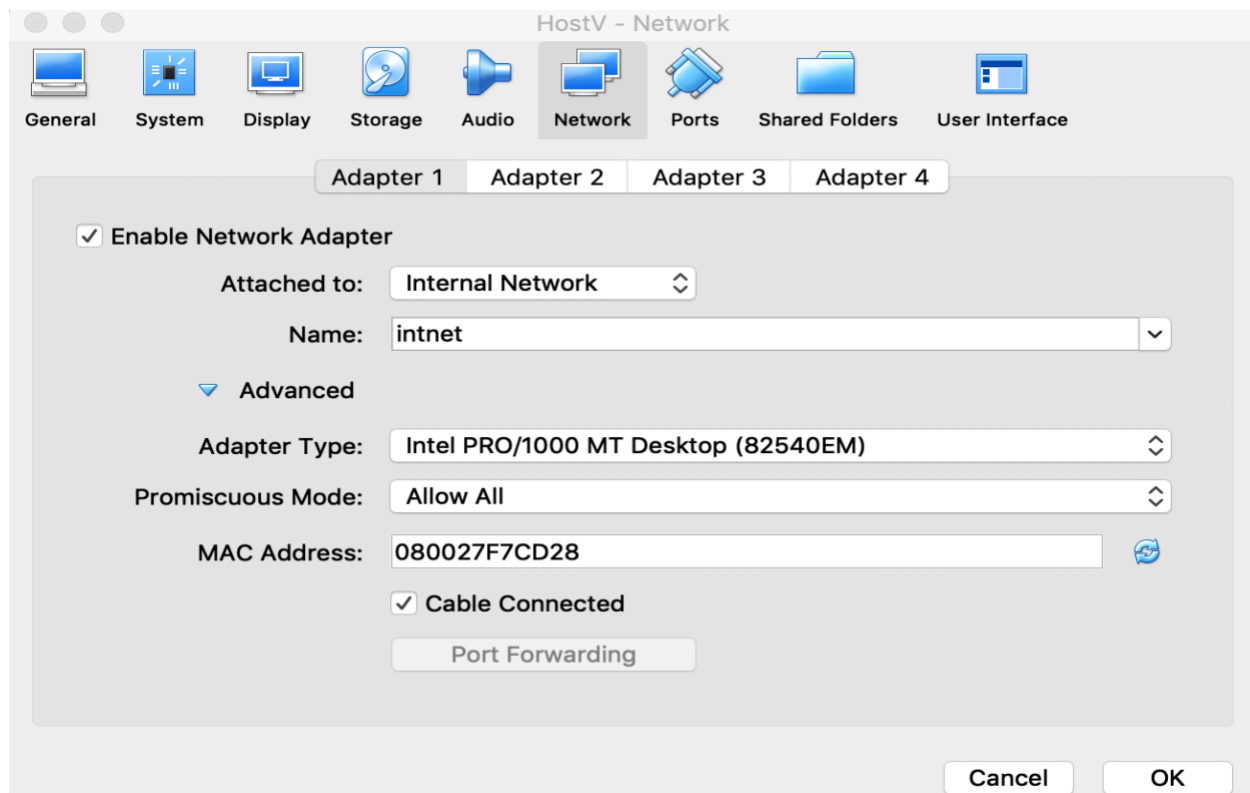 HostV - Network
General System Display Storage Audio Network Ports Shared Folders User Interface
Adapter 1 Adapter 2 Adapter 3 Adapter 4
Enable Network Adapter
Attached to: Internal Network
Name: intnet
Advanced
Adapter Type: Intel PRO/1000 MT Desktop (82540EM)
Promiscuous Mode: Allow All
MAC Address: 080027F7CD28
Cable Connected
Port Forwarding
Cancel OK